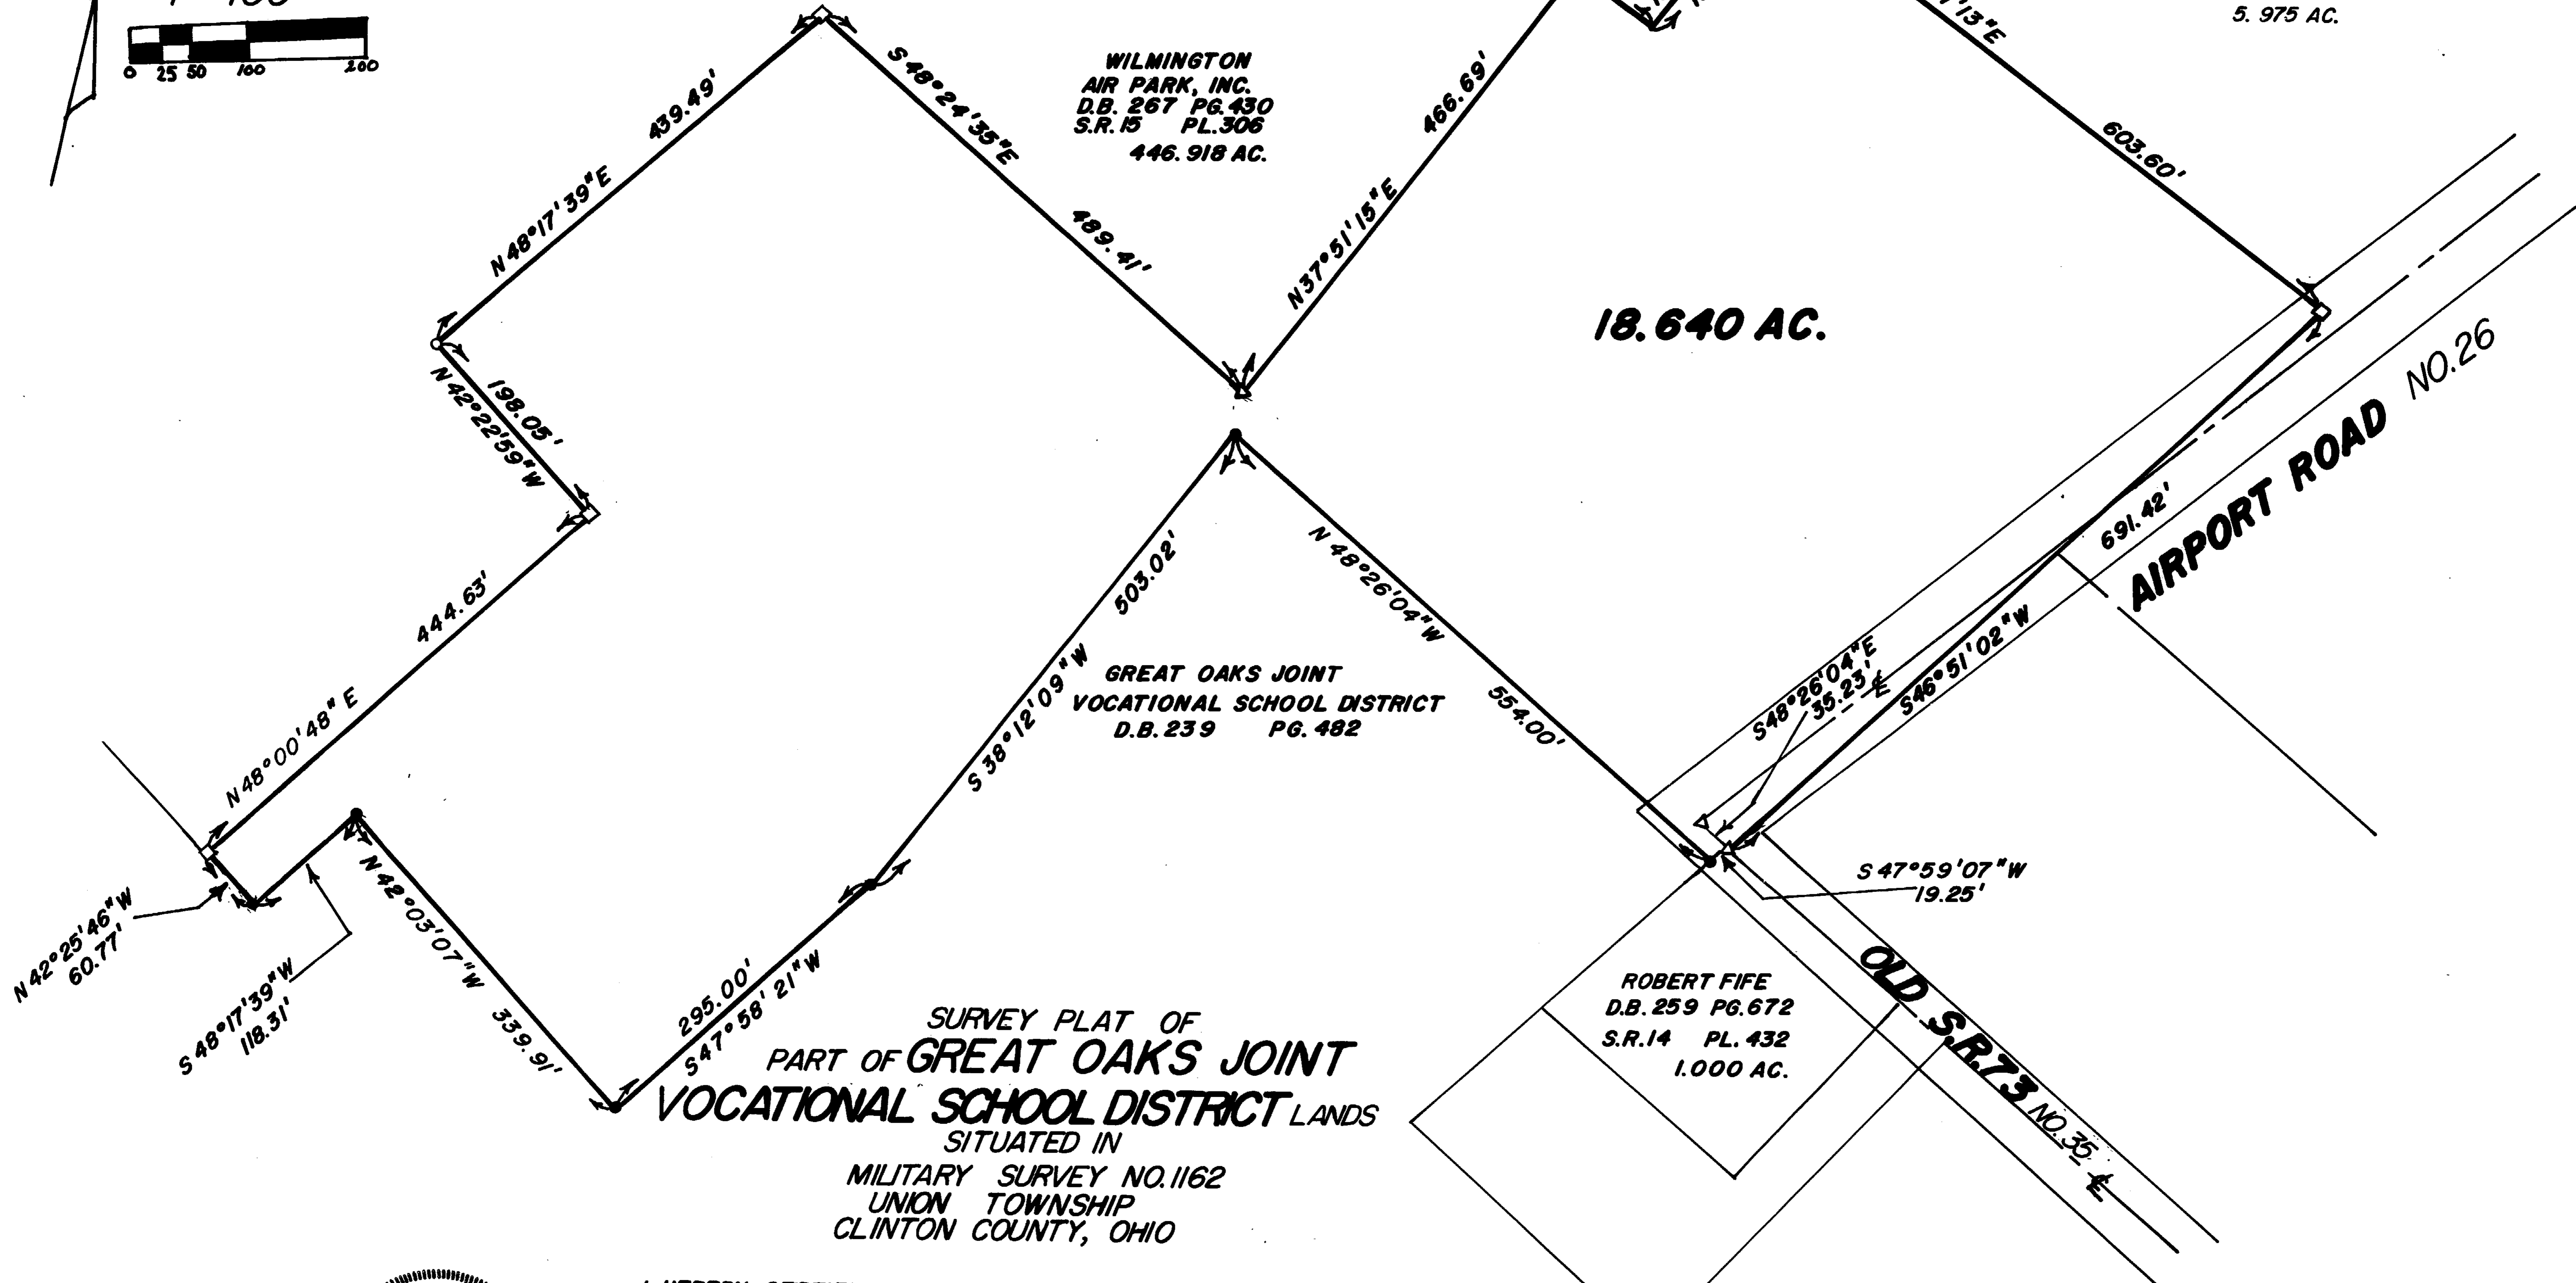 0 25 50 100 200
5.975 AC.
WILMINGTON
AIR PARK, INC.
D.B. 267 PG.430
S.R. 15 PL.306
446.918 AC.
439.49'
N 48°17'39"E
S 48°24'35"E
489.41'
466.69'
N 37°51'15"E
603.60'
18.640 AC.
198.05'
N 42°22'59"W
444.63'
N 48°00'48"E
503.02'
S 38°12'09"W
N 48°26'04"W
554.00'
GREAT OAKS JOINT
VOCATIONAL SCHOOL DISTRICT
D.B. 239 PG. 482
AIRPORT ROAD NO.26
691.42'
S 46°51'02"W
S 48°26'04"E
35.23'
S 47°59'07"W
19.25'
N 42°25'46"W
60.77'
S 48°17'39"W
118.31'
N 42°03'07"W
339.91'
295.00'
S 47°58'21"W
ROBERT FIFE
D.B. 259 PG.672
S.R.14 PL. 432
1.000 AC.
OLD S.R.73 NO.35
SURVEY PLAT OF
PART OF GREAT OAKS JOINT
VOCATIONAL SCHOOL DISTRICT LANDS
SITUATED IN
MILITARY SURVEY NO.1162
UNION TOWNSHIP
CLINTON COUNTY, OHIO